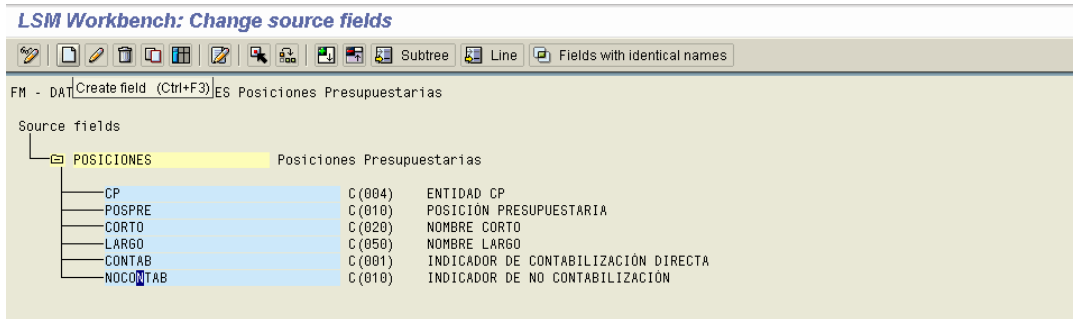 LSM Workbench: Change source fields
Subtree Line Fields with identical names
FM - DAT Create field (Ctrl+F3) ES Posiciones Presupuestarias
Source fields
POSICIONES Posiciones Presupuestarias
CP C(004) ENTIDAD CP
POSPRE C(010) POSICIÓN PRESUPUESTARIA
CORTO C(020) NOMBRE CORTO
LARGO C(050) NOMBRE LARGO
CONTAB C(001) INDICADOR DE CONTABILIZACIÓN DIRECTA
NOCONTAB C(010) INDICADOR DE NO CONTABILIZACIÓN